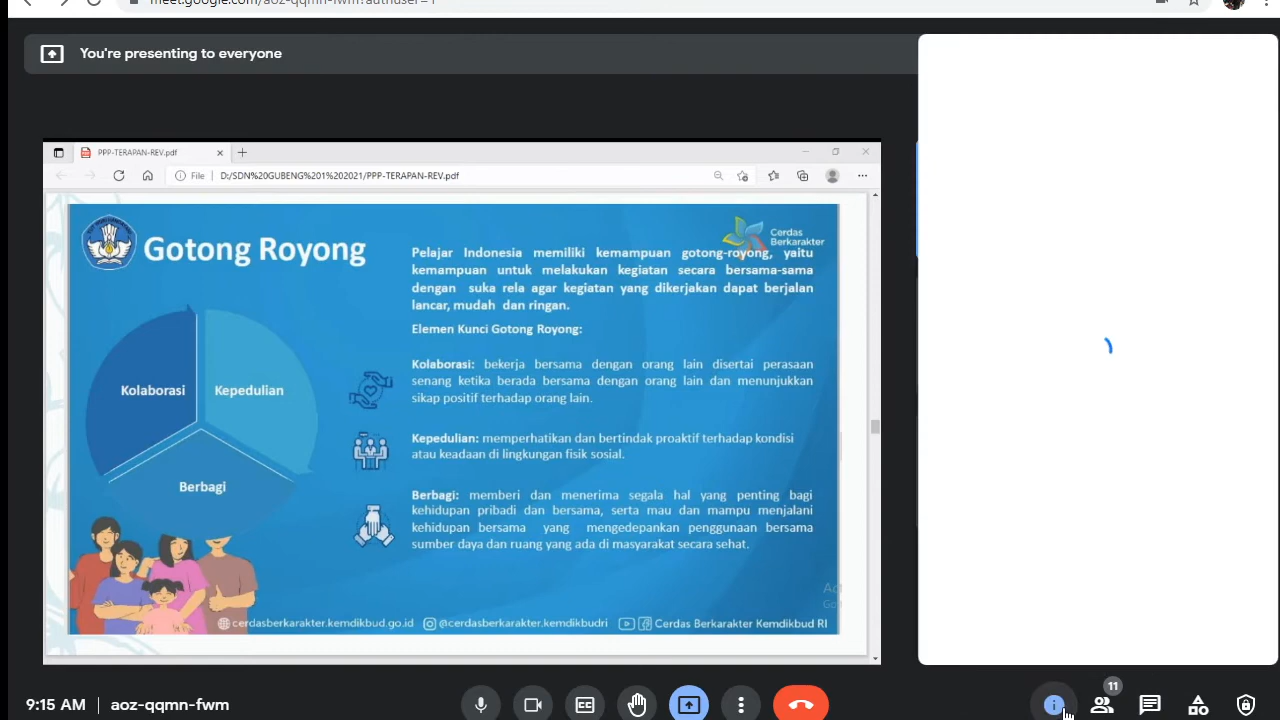 meet.google.com/aoz-qqmn-fwm?authuser=1
You're presenting to everyone
PPP-TERAPAN-REV.pdf
File
D:/SDN%20GUBENG%201%202021/PPP-TERAPAN-REV.pdf
Gotong Royong
Cerdas
Berkarakter
Pelajar Indonesia memiliki kemampuan gotong-royong, yaitu
kemampuan untuk melakukan kegiatan secara bersama-sama
dengan suka rela agar kegiatan yang dikerjakan dapat berjalan
lancar, mudah dan ringan.
Elemen Kunci Gotong Royong:
Kolaborasi
Kepedulian
Berbagi
Kolaborasi: bekerja bersama dengan orang lain disertai perasaan
senang ketika berada bersama dengan orang lain dan menunjukkan
sikap positif terhadap orang lain.
Kepedulian: memperhatikan dan bertindak proaktif terhadap kondisi
atau keadaan di lingkungan fisik sosial.
Berbagi: memberi dan menerima segala hal yang penting bagi
kehidupan pribadi dan bersama, serta mau dan mampu menjalani
kehidupan bersama yang mengedepankan penggunaan bersama
sumber daya dan ruang yang ada di masyarakat secara sehat.
cerdasberkarakter.kemdikbud.go.id
@cerdasberkarakter.kemdikbudri
Cerdas Berkarakter Kemdikbud RI
9:15 AM | aoz-qqmn-fwm
11